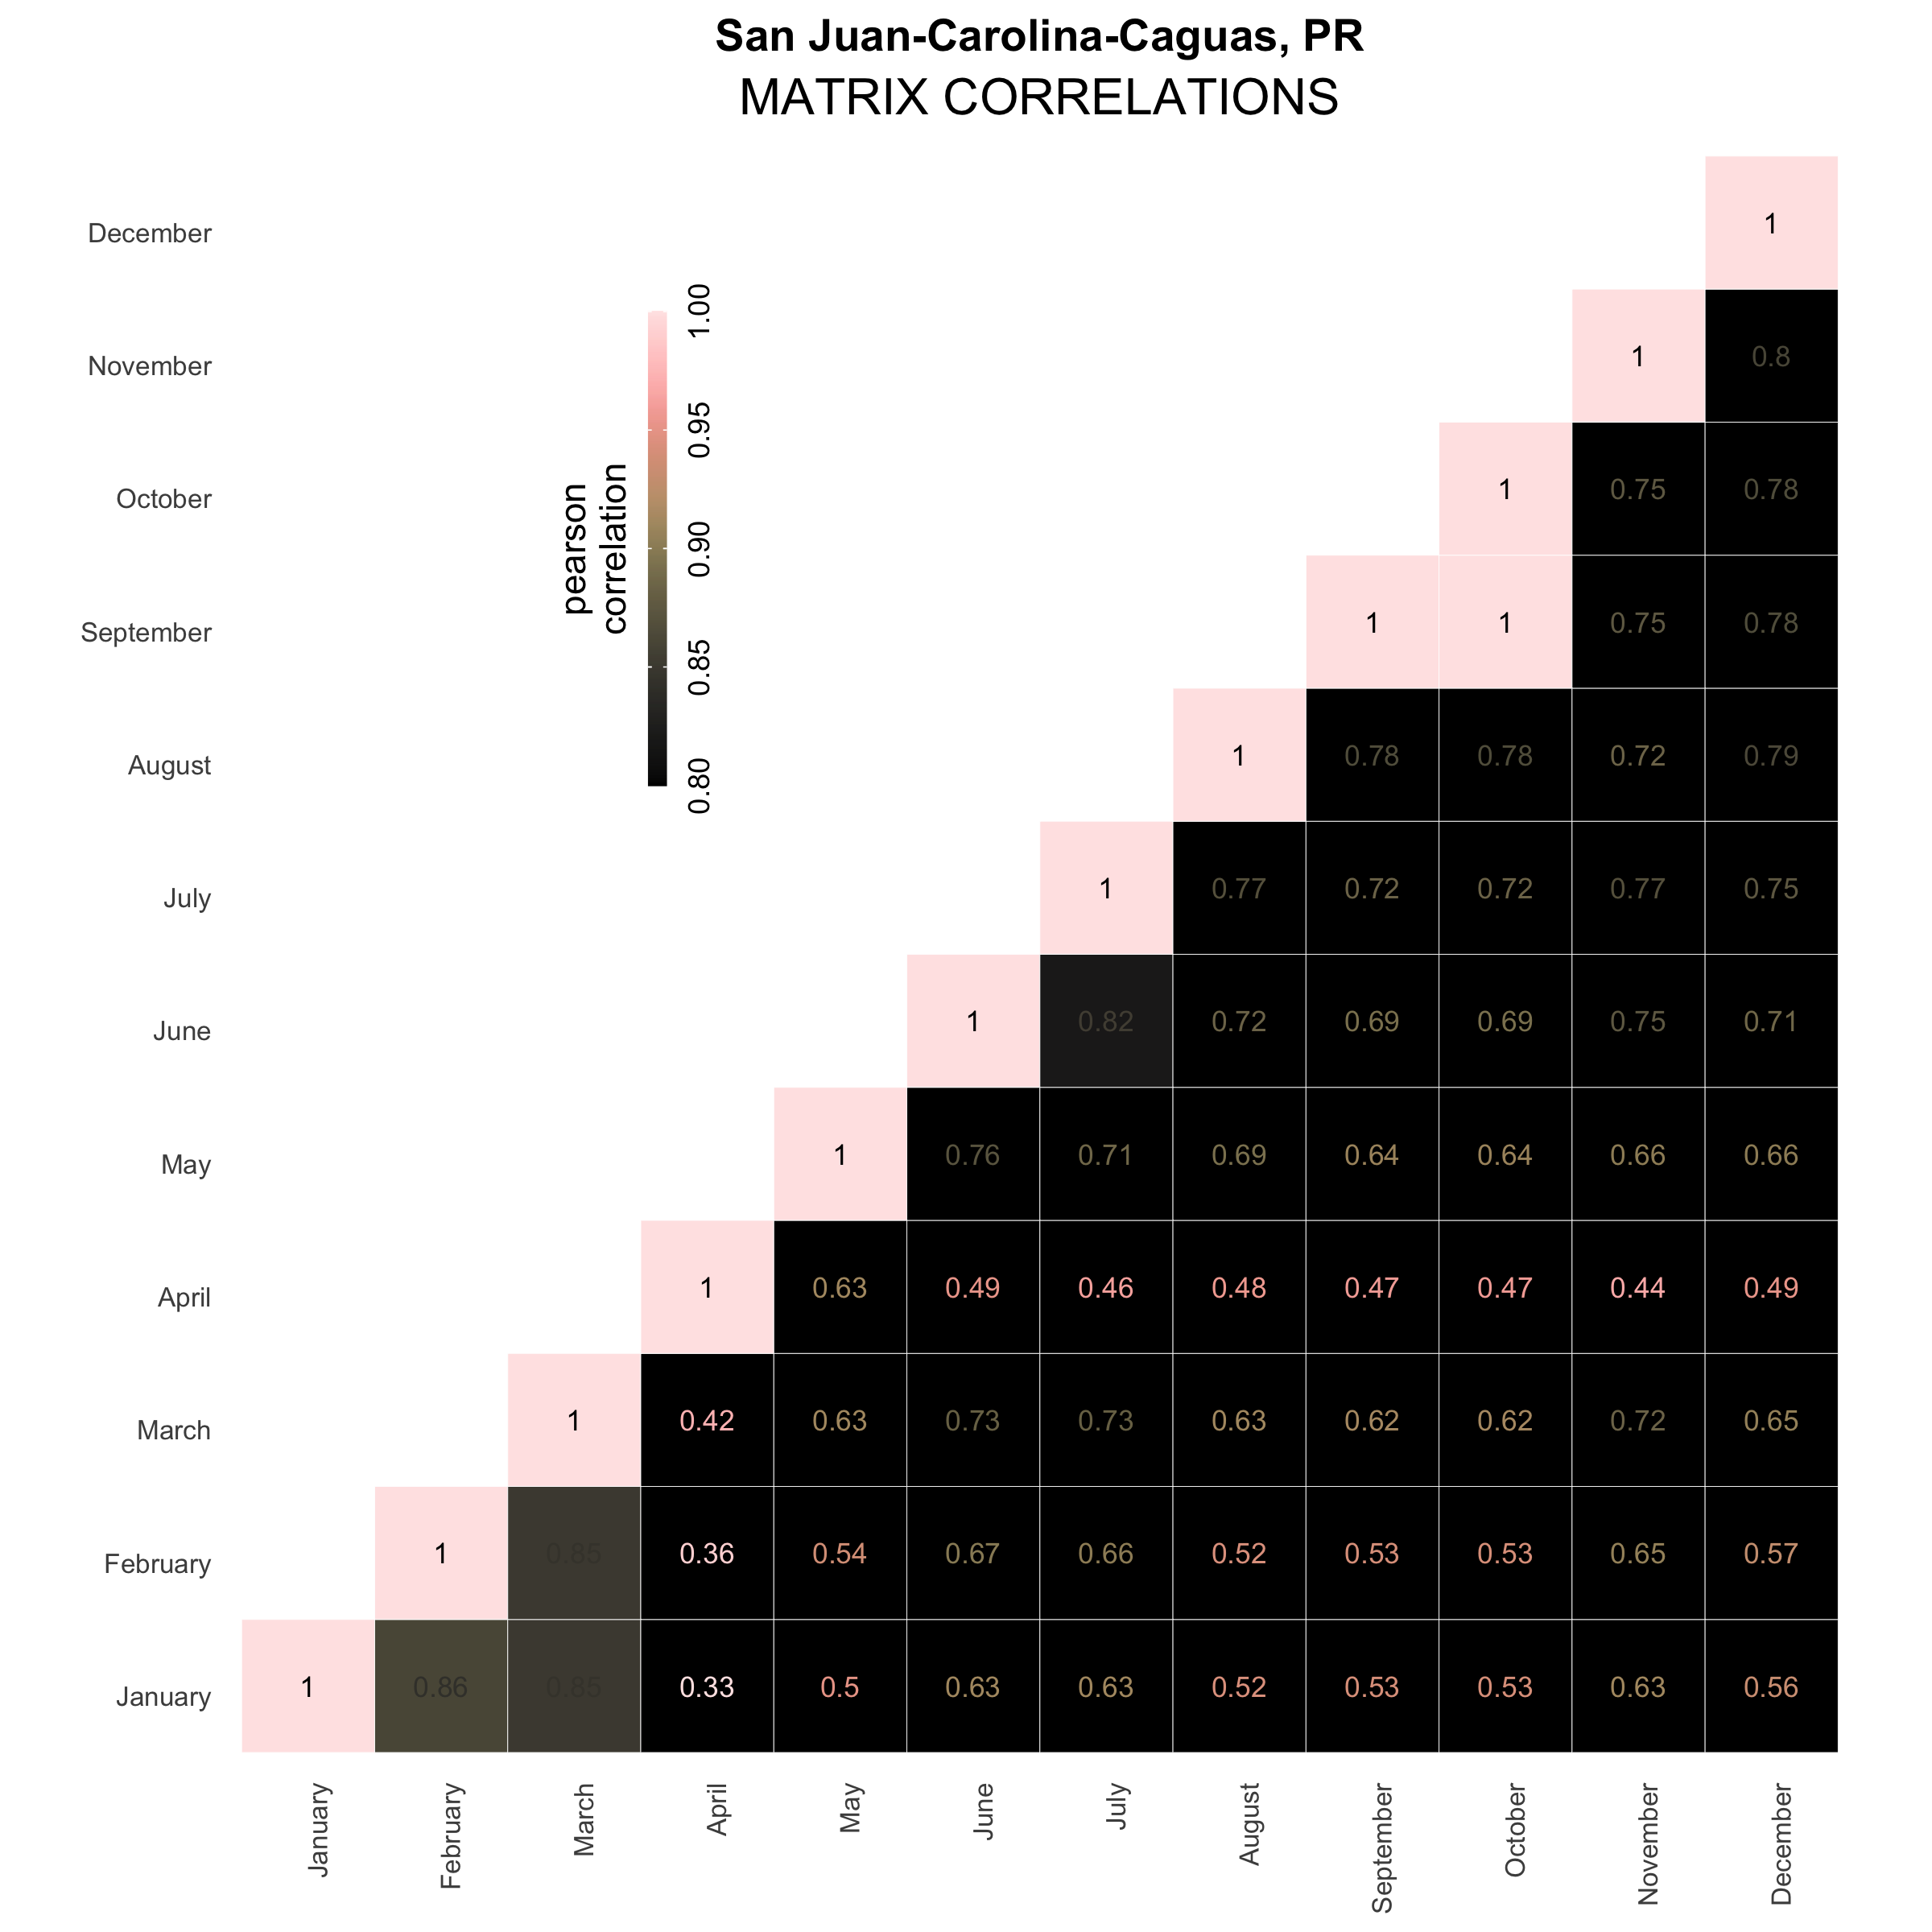 San Juan-Carolina-Caguas, PR
MATRIX CORRELATIONS
December 1
November 1 0.8
October 1 0.75 0.78
September 1 1 0.75 0.78
August 1 0.78 0.78 0.72 0.79
July 1 0.77 0.72 0.72 0.77 0.75
June 1 0.82 0.72 0.69 0.69 0.75 0.71
May 1 0.76 0.71 0.69 0.64 0.64 0.66 0.66
April 1 0.63 0.49 0.46 0.48 0.47 0.47 0.44 0.49
March 1 0.42 0.63 0.73 0.73 0.63 0.62 0.62 0.72 0.65
February 1 0.85 0.36 0.54 0.67 0.66 0.52 0.53 0.53 0.65 0.57
January 1 0.86 0.85 0.33 0.5 0.63 0.63 0.52 0.53 0.53 0.63 0.56
January February March April May June July August September October November December
pearson
correlation
0.80 0.85 0.90 0.95 1.00